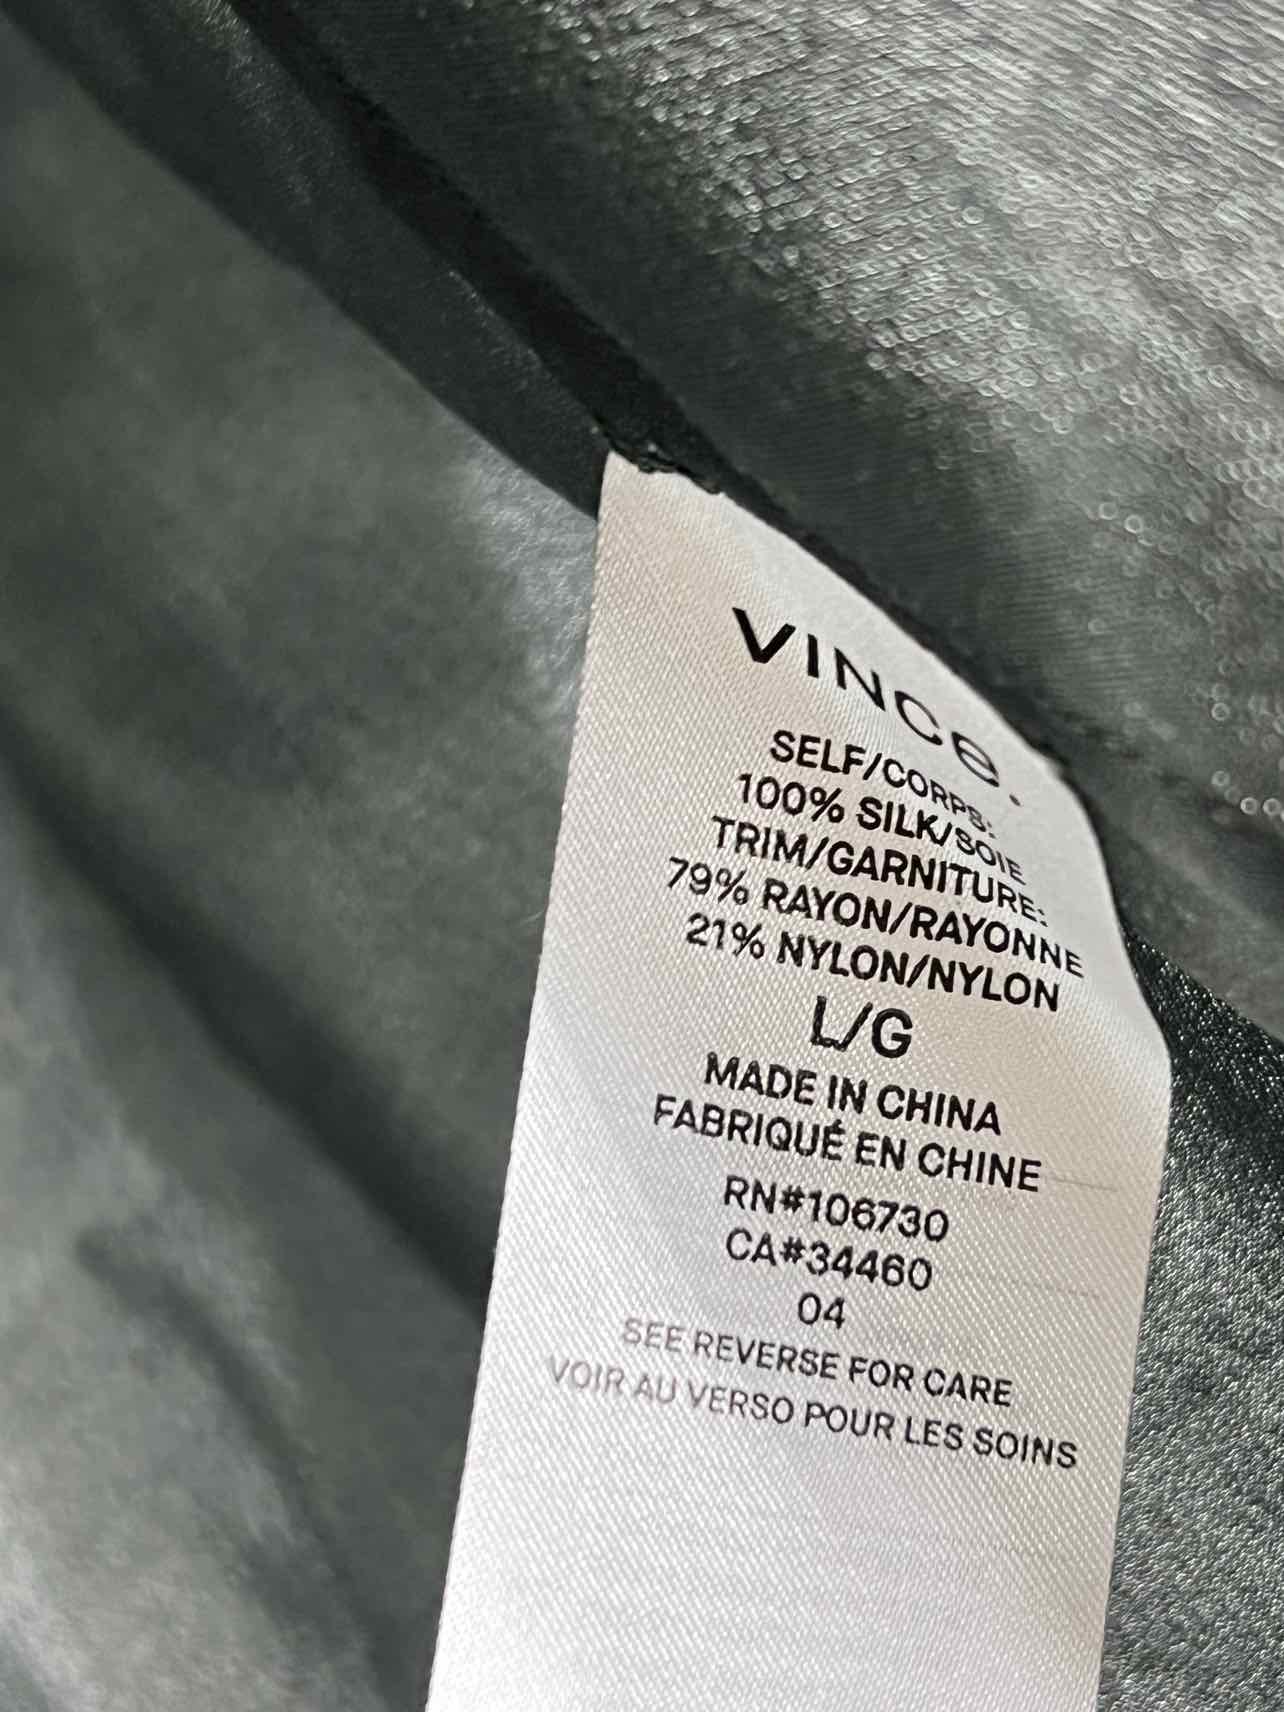 VINCe.
SELF/CORPS:
100% SILK/SOIE
TRIM/GARNITURE:
79% RAYON/RAYONNE
21% NYLON/NYLON
L/G
MADE IN CHINA
FABRIQUÉ EN CHINE
RN#106730
CA#34460
04
SEE REVERSE FOR CARE
VOIR AU VERSO POUR LES SOINS